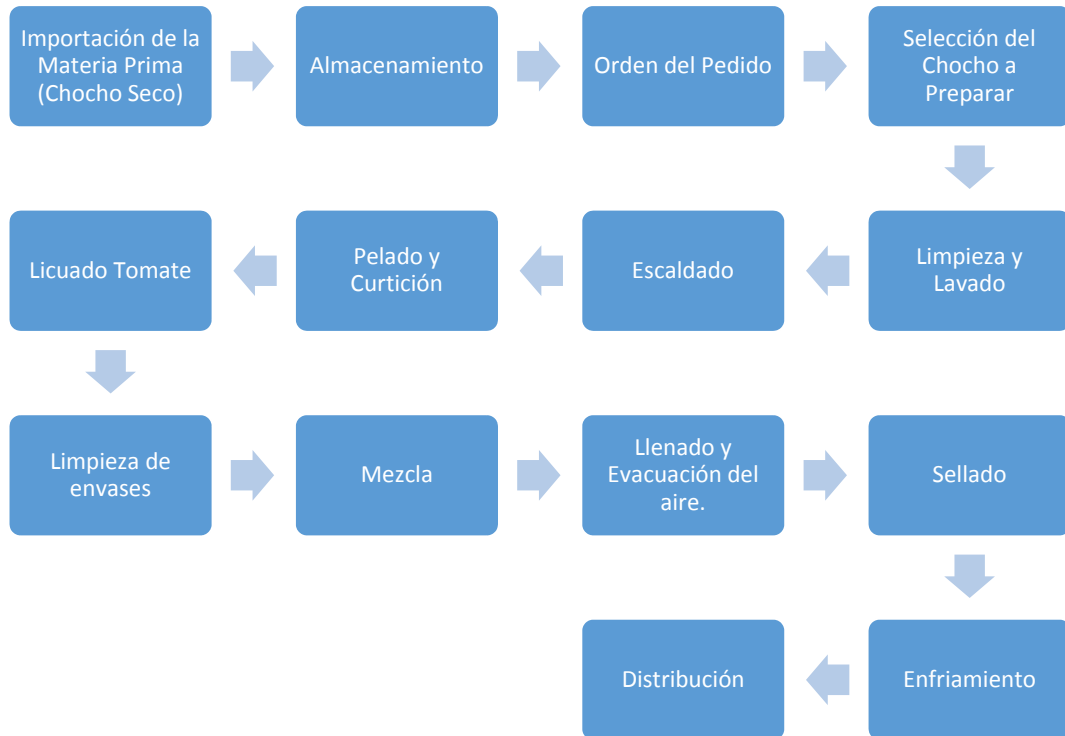 Importación de la
Materia Prima
(Chocho Seco)
Almacenamiento
Orden del Pedido
Selección del
Chocho a
Preparar
Limpieza y
Lavado
Escaldado
Pelado y
Curtición
Licuado Tomate
Limpieza de
envases
Mezcla
Llenado y
Evacuación del
aire.
Sellado
Enfriamiento
Distribución